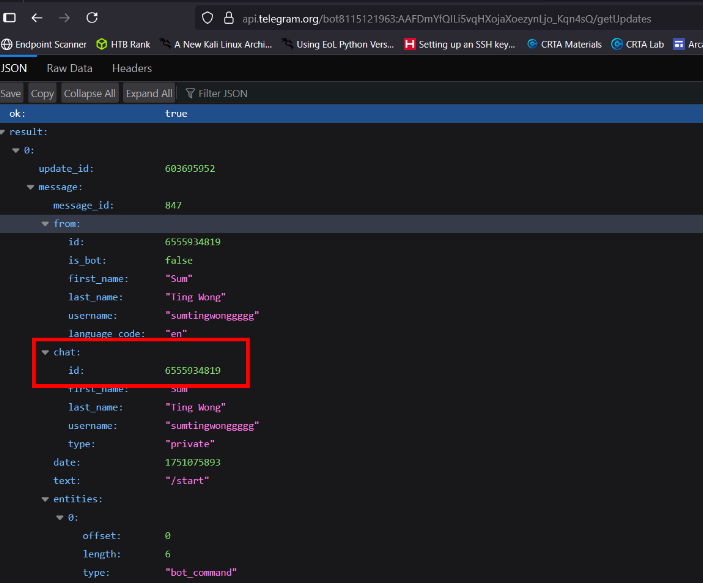 api.telegram.org/bot8115121963:AAFDmYfQILi5vqHXojaXoezynLjo_Kqn4sQ/getUpdates
Endpoint Scanner HTB Rank A New Kali Linux Archi... Using EoL Python Vers... Setting up an SSH key... CRTA Materials CRTA Lab Arca
JSON Raw Data Headers
Save Copy Collapse All Expand All Filter JSON
ok: true
result:
0:
update_id: 603695952
message:
message_id: 847
from:
id: 6555934819
is_bot: false
first_name: "Sum"
last_name: "Ting Wong"
username: "sumtingwonggggg"
language_code: "en"
chat:
id: 6555934819
first_name: "Sum"
last_name: "Ting Wong"
username: "sumtingwonggggg"
type: "private"
date: 1751075893
text: "/start"
entities:
0:
offset: 0
length: 6
type: "bot_command"